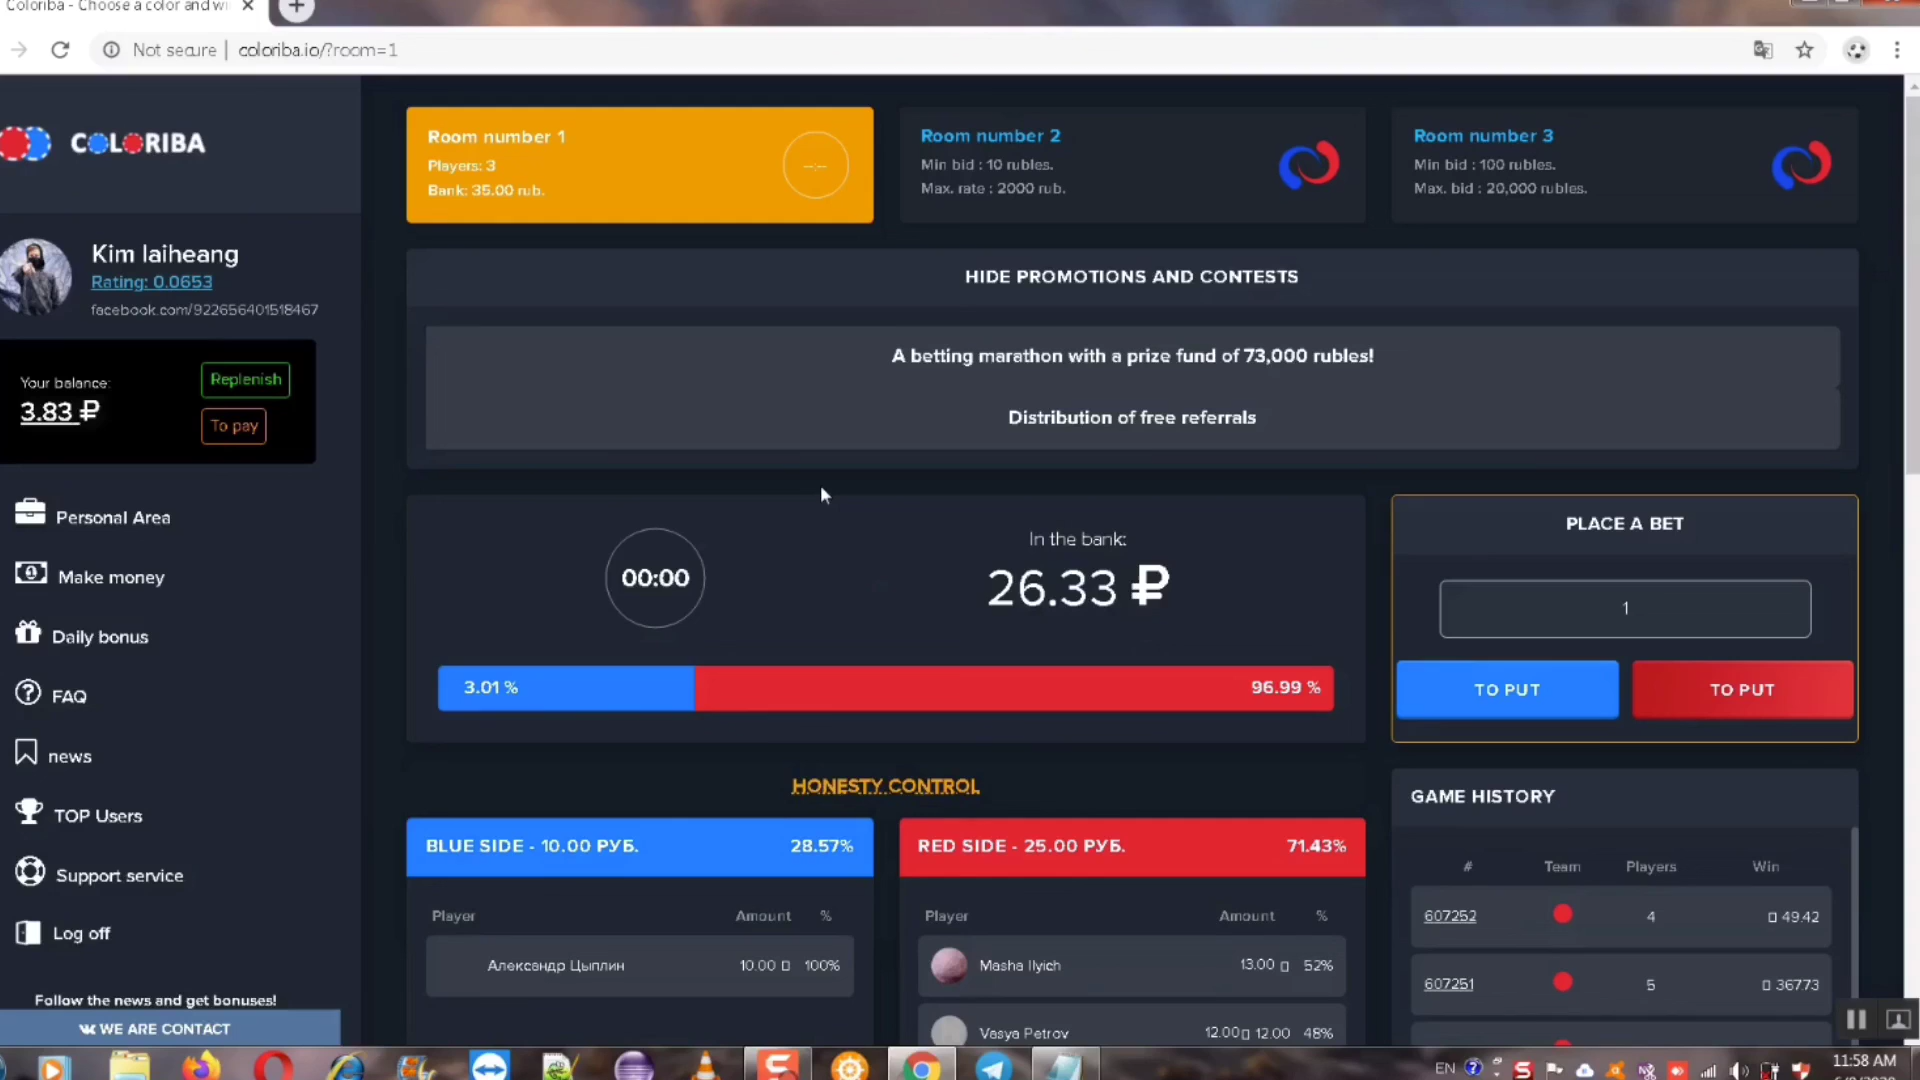 Coloriba - Choose a color and wi
Not secure | coloriba.io/?room=1
COLORIBA
Kim laiheang
Rating: 0.0653
facebook.com/922656401518467
Your balance:
3.83 ₽
Replenish
To pay
Personal Area
Make money
Daily bonus
FAQ
news
TOP Users
Support service
Log off
Follow the news and get bonuses!
WE ARE CONTACT
Room number 1
Players: 3
Bank: 35.00 rub.
--:--
Room number 2
Min bid : 10 rubles.
Max. rate : 2000 rub.
Room number 3
Min bid : 100 rubles.
Max. bid : 20,000 rubles.
HIDE PROMOTIONS AND CONTESTS
A betting marathon with a prize fund of 73,000 rubles!
Distribution of free referrals
00:00
In the bank:
26.33 ₽
3.01 %
96.99 %
PLACE A BET
1
TO PUT
TO PUT
HONESTY CONTROL
BLUE SIDE - 10.00 РУБ. 28.57%
Player Amount %
Александр Цыплин 10.00 100%
RED SIDE - 25.00 РУБ. 71.43%
Player Amount %
Masha Ilyich 13.00 52%
Vasya Petrov 12.00 12.00 48%
GAME HISTORY
# Team Players Win
607252 4 49.42
607251 5 367.73
EN
11:58 AM